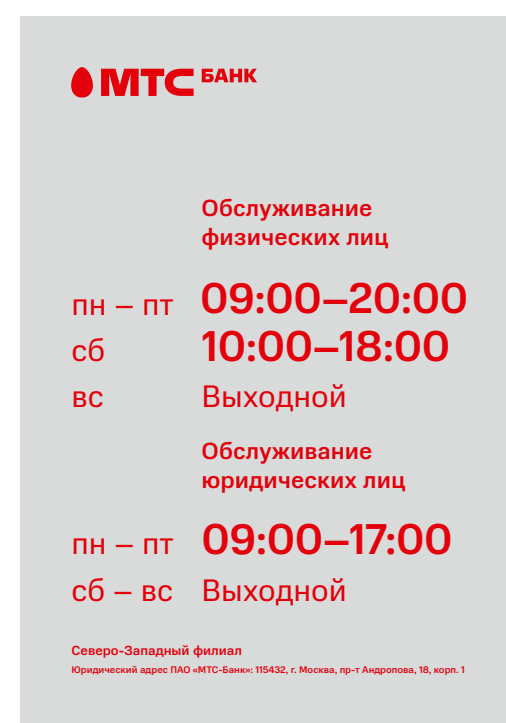 МТС БАНК
Обслуживание
физических лиц
пн – пт 09:00–20:00
сб 10:00–18:00
вс Выходной
Обслуживание
юридических лиц
пн – пт 09:00–17:00
сб – вс Выходной
Северо-Западный филиал
Юридический адрес ПАО «МТС-Банк»: 115432, г. Москва, пр-т Андропова, 18, корп. 1